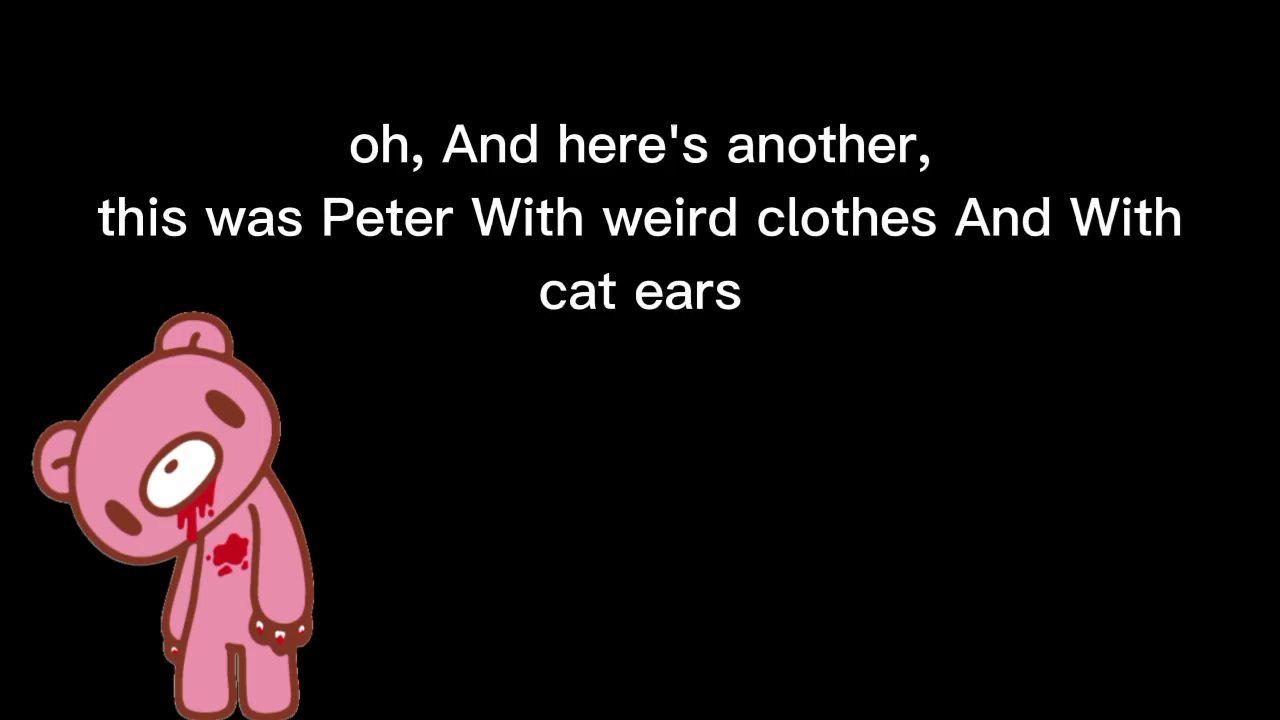 oh, And here's another,
this was Peter With weird clothes And With
cat ears